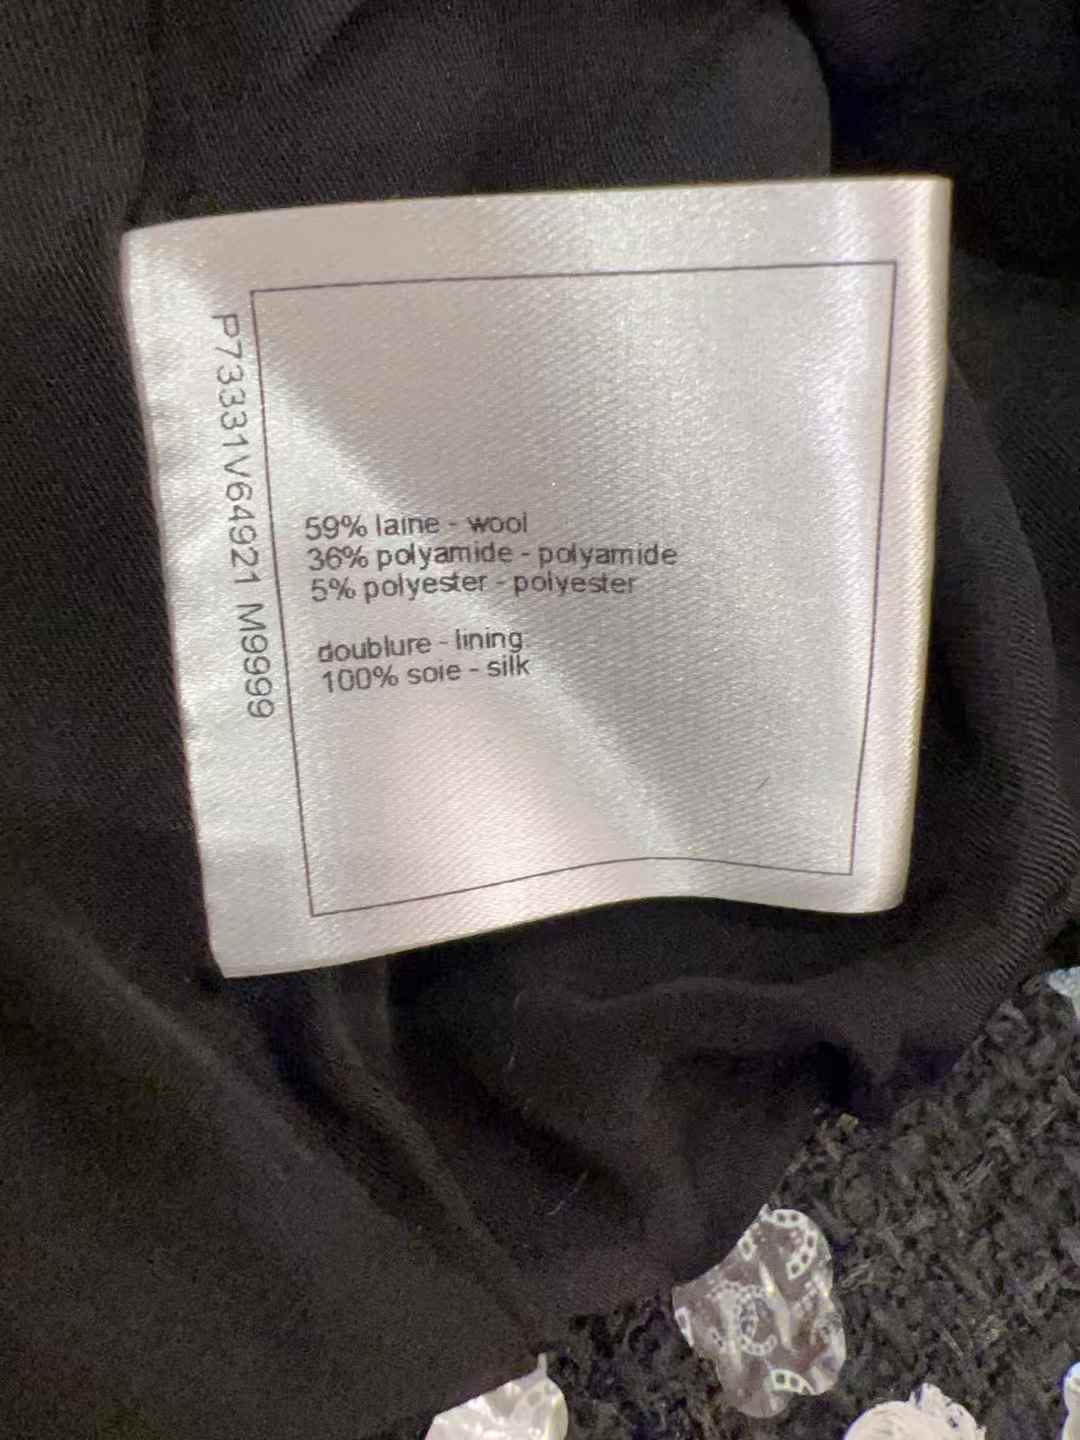 P73331V64921 M9999
59% laine - wool
36% polyamide - polyamide
5% polyester - polyester
doublure - lining
100% soie - silk